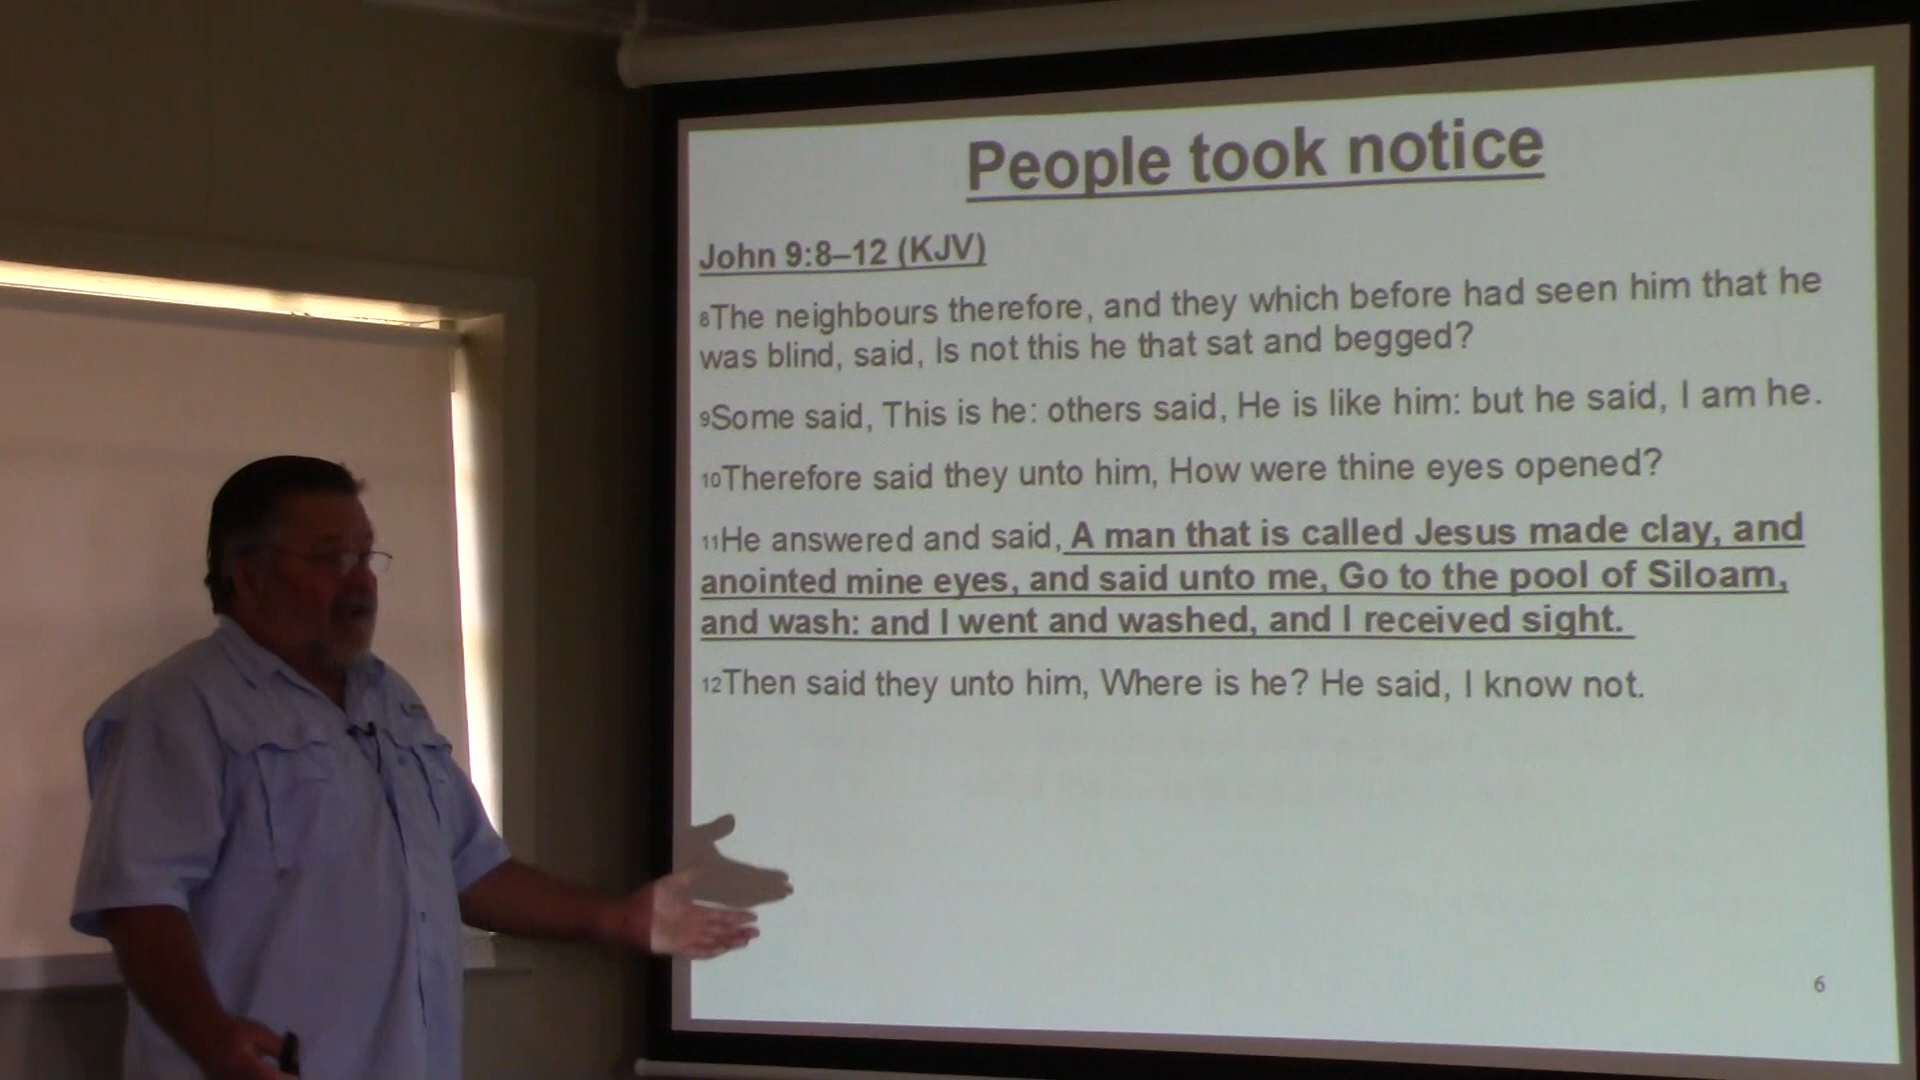 People took notice
John 9:8–12 (KJV)
8The neighbours therefore, and they which before had seen him that he
was blind, said, Is not this he that sat and begged?
9Some said, This is he: others said, He is like him: but he said, I am he.
10Therefore said they unto him, How were thine eyes opened?
11He answered and said, A man that is called Jesus made clay, and
anointed mine eyes, and said unto me, Go to the pool of Siloam,
and wash: and I went and washed, and I received sight.
12Then said they unto him, Where is he? He said, I know not.
6